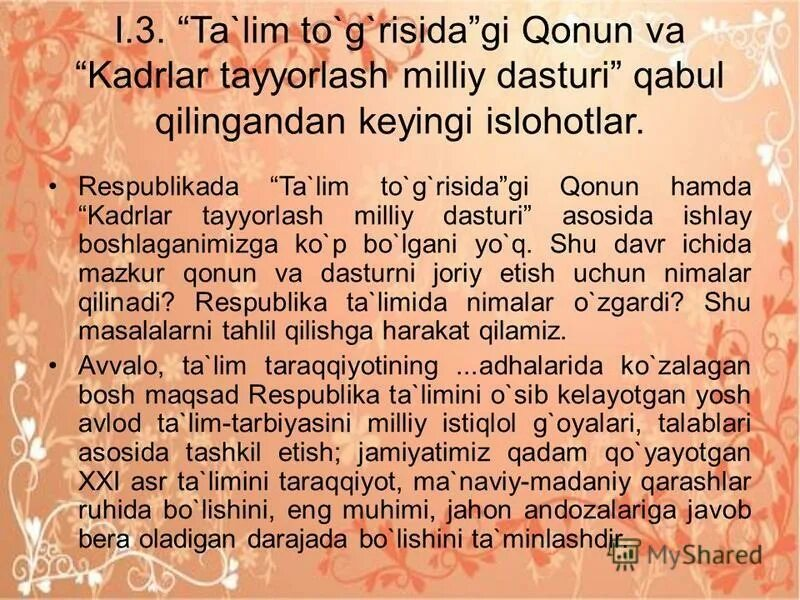 I.3. “Ta`lim to`g`risida”gi Qonun va
“Kadrlar tayyorlash milliy dasturi” qabul
qilingandan keyingi islohotlar.
• Respublikada “Ta`lim to`g`risida”gi Qonun hamda
“Kadrlar tayyorlash milliy dasturi” asosida ishlay
boshlaganimizga ko`p bo`lgani yo`q. Shu davr ichida
mazkur qonun va dasturni joriy etish uchun nimalar
qilinadi? Respublika ta`limida nimalar o`zgardi? Shu
masalalarni tahlil qilishga harakat qilamiz.
• Avvalo, ta`lim taraqqiyotining ...adhalarida ko`zalagan
bosh maqsad Respublika ta`limini o`sib kelayotgan yosh
avlod ta`lim-tarbiyasini milliy istiqlol g`oyalari, talablari
asosida tashkil etish; jamiyatimiz qadam qo`yayotgan
XXI asr ta`limini taraqqiyot, ma`naviy-madaniy qarashlar
ruhida bo`lishini, eng muhimi, jahon andozalariga javob
bera oladigan darajada bo`lishini ta`minlashdir.
MyShared